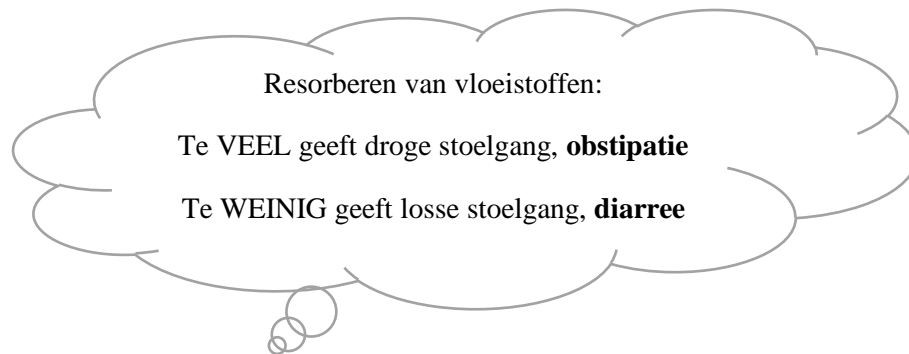 Resorberen van vloeistoffen:
Te VEEL geeft droge stoelgang, obstipatie
Te WEINIG geeft losse stoelgang, diarree